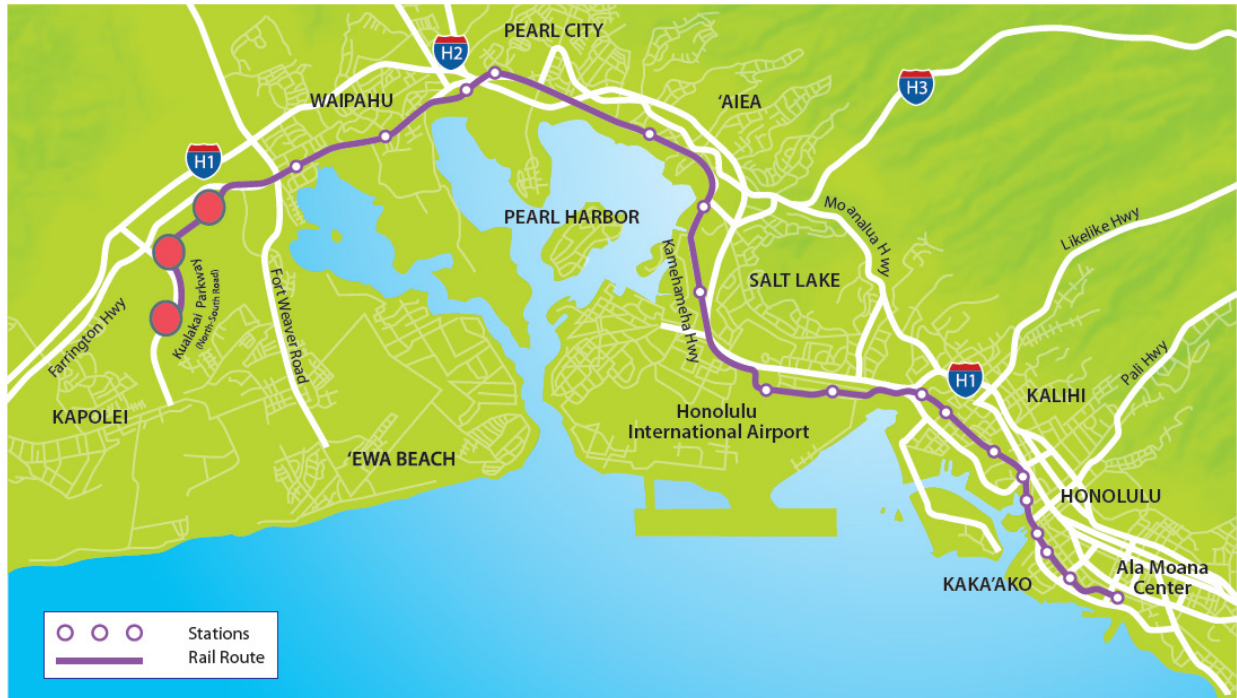 PEARL CITY
H2
WAIPAHU
'AIEA
H3
H1
PEARL HARBOR
Moanalua Hwy
Likelike Hwy
Kualakai Parkway
(North-South Road)
Fort Weaver Road
Kamehameha Hwy
SALT LAKE
Farrington Hwy
Pali Hwy
H1
KALIHI
KAPOLEI
Honolulu
International Airport
'EWA BEACH
HONOLULU
KAKA'AKO
Ala Moana
Center
Stations
Rail Route